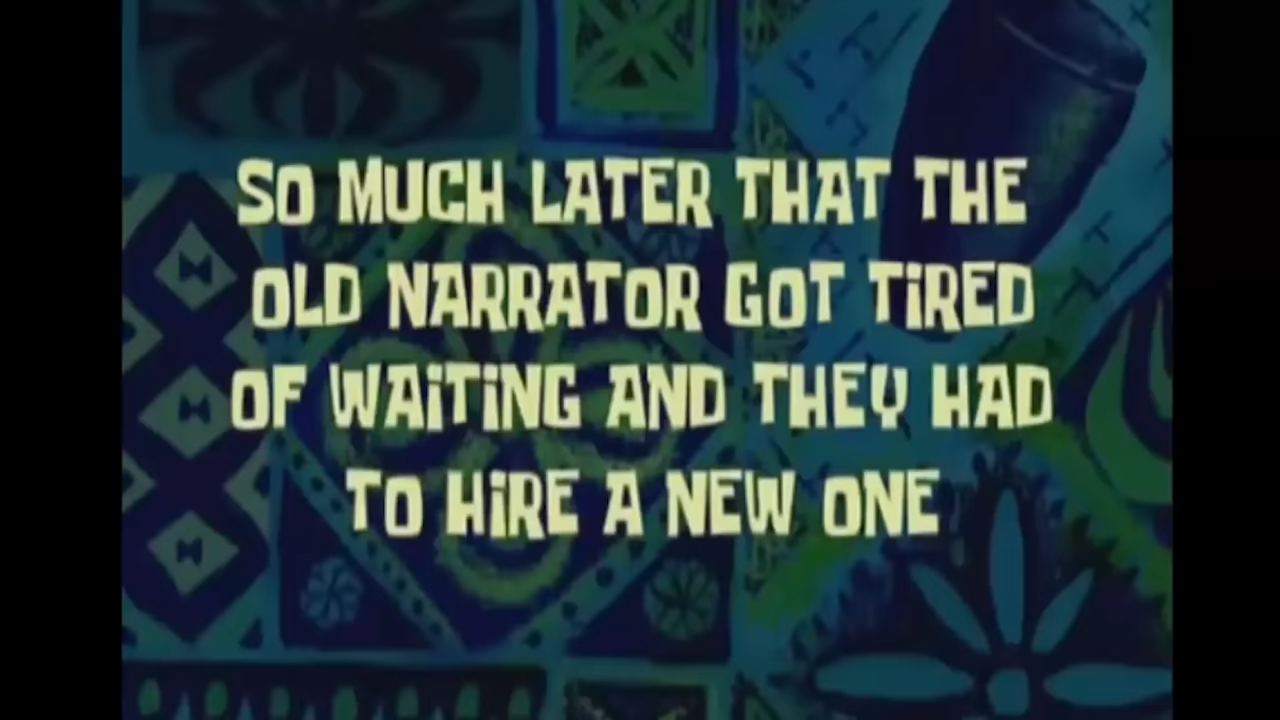 SO MUCH LATER THAT THE
OLD NARRATOR GOT TiRED
OF WAiTiNG AND THEY HAD
TO HiRE A NEW ONE